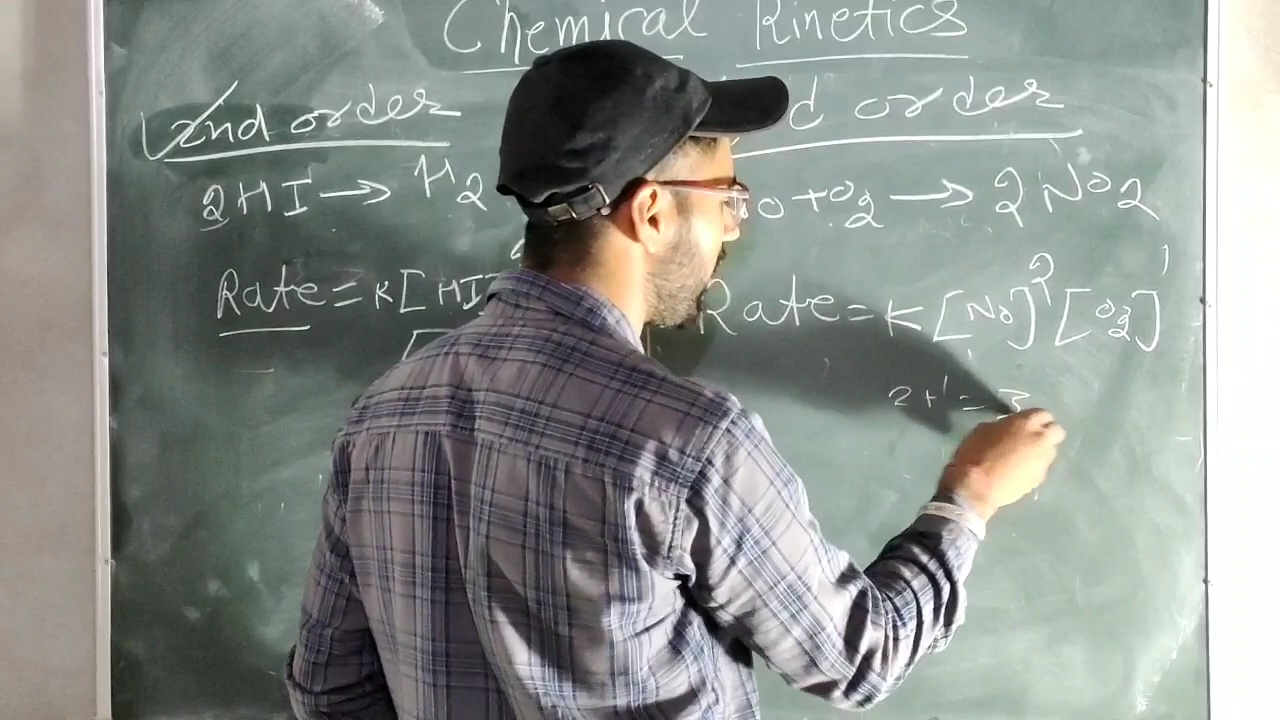 Chemical Kinetics
2nd order
d order
2HI → H2
o + O2 → 2NO2
Rate = K[HI
Rate = K[NO]²[O2]¹
2+1 = 3